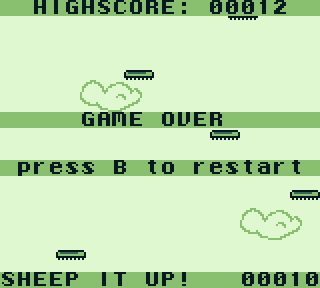 HIGHSCORE: 00012
GAME OVER
press B to restart
SHEEP IT UP! 00010